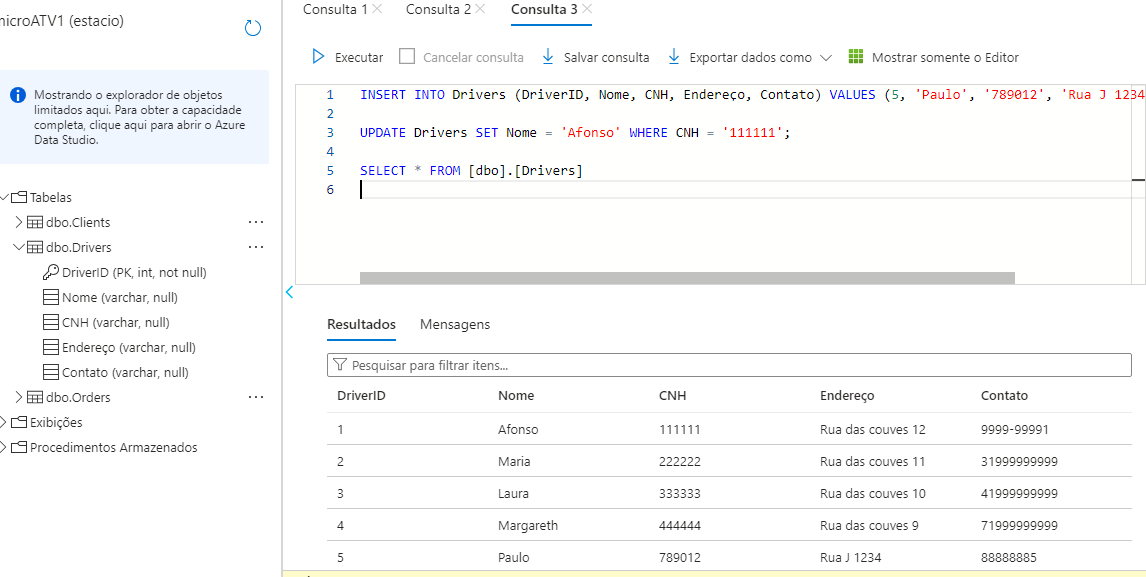 microATV1 (estacio)
Mostrando o explorador de objetos
limitados aqui. Para obter a capacidade
completa, clique aqui para abrir o Azure
Data Studio.
Tabelas
dbo.Clients ...
dbo.Drivers ...
DriverID (PK, int, not null)
Nome (varchar, null)
CNH (varchar, null)
Endereço (varchar, null)
Contato (varchar, null)
dbo.Orders ...
Exibições
Procedimentos Armazenados
Consulta 1 Consulta 2 Consulta 3
Executar Cancelar consulta Salvar consulta Exportar dados como Mostrar somente o Editor
1 INSERT INTO Drivers (DriverID, Nome, CNH, Endereço, Contato) VALUES (5, 'Paulo', '789012', 'Rua J 1234
2
3 UPDATE Drivers SET Nome = 'Afonso' WHERE CNH = '111111';
4
5 SELECT * FROM [dbo].[Drivers]
6
Resultados Mensagens
Pesquisar para filtrar itens...
DriverID Nome CNH Endereço Contato
1 Afonso 111111 Rua das couves 12 9999-99991
2 Maria 222222 Rua das couves 11 31999999999
3 Laura 333333 Rua das couves 10 41999999999
4 Margareth 444444 Rua das couves 9 71999999999
5 Paulo 789012 Rua J 1234 88888885